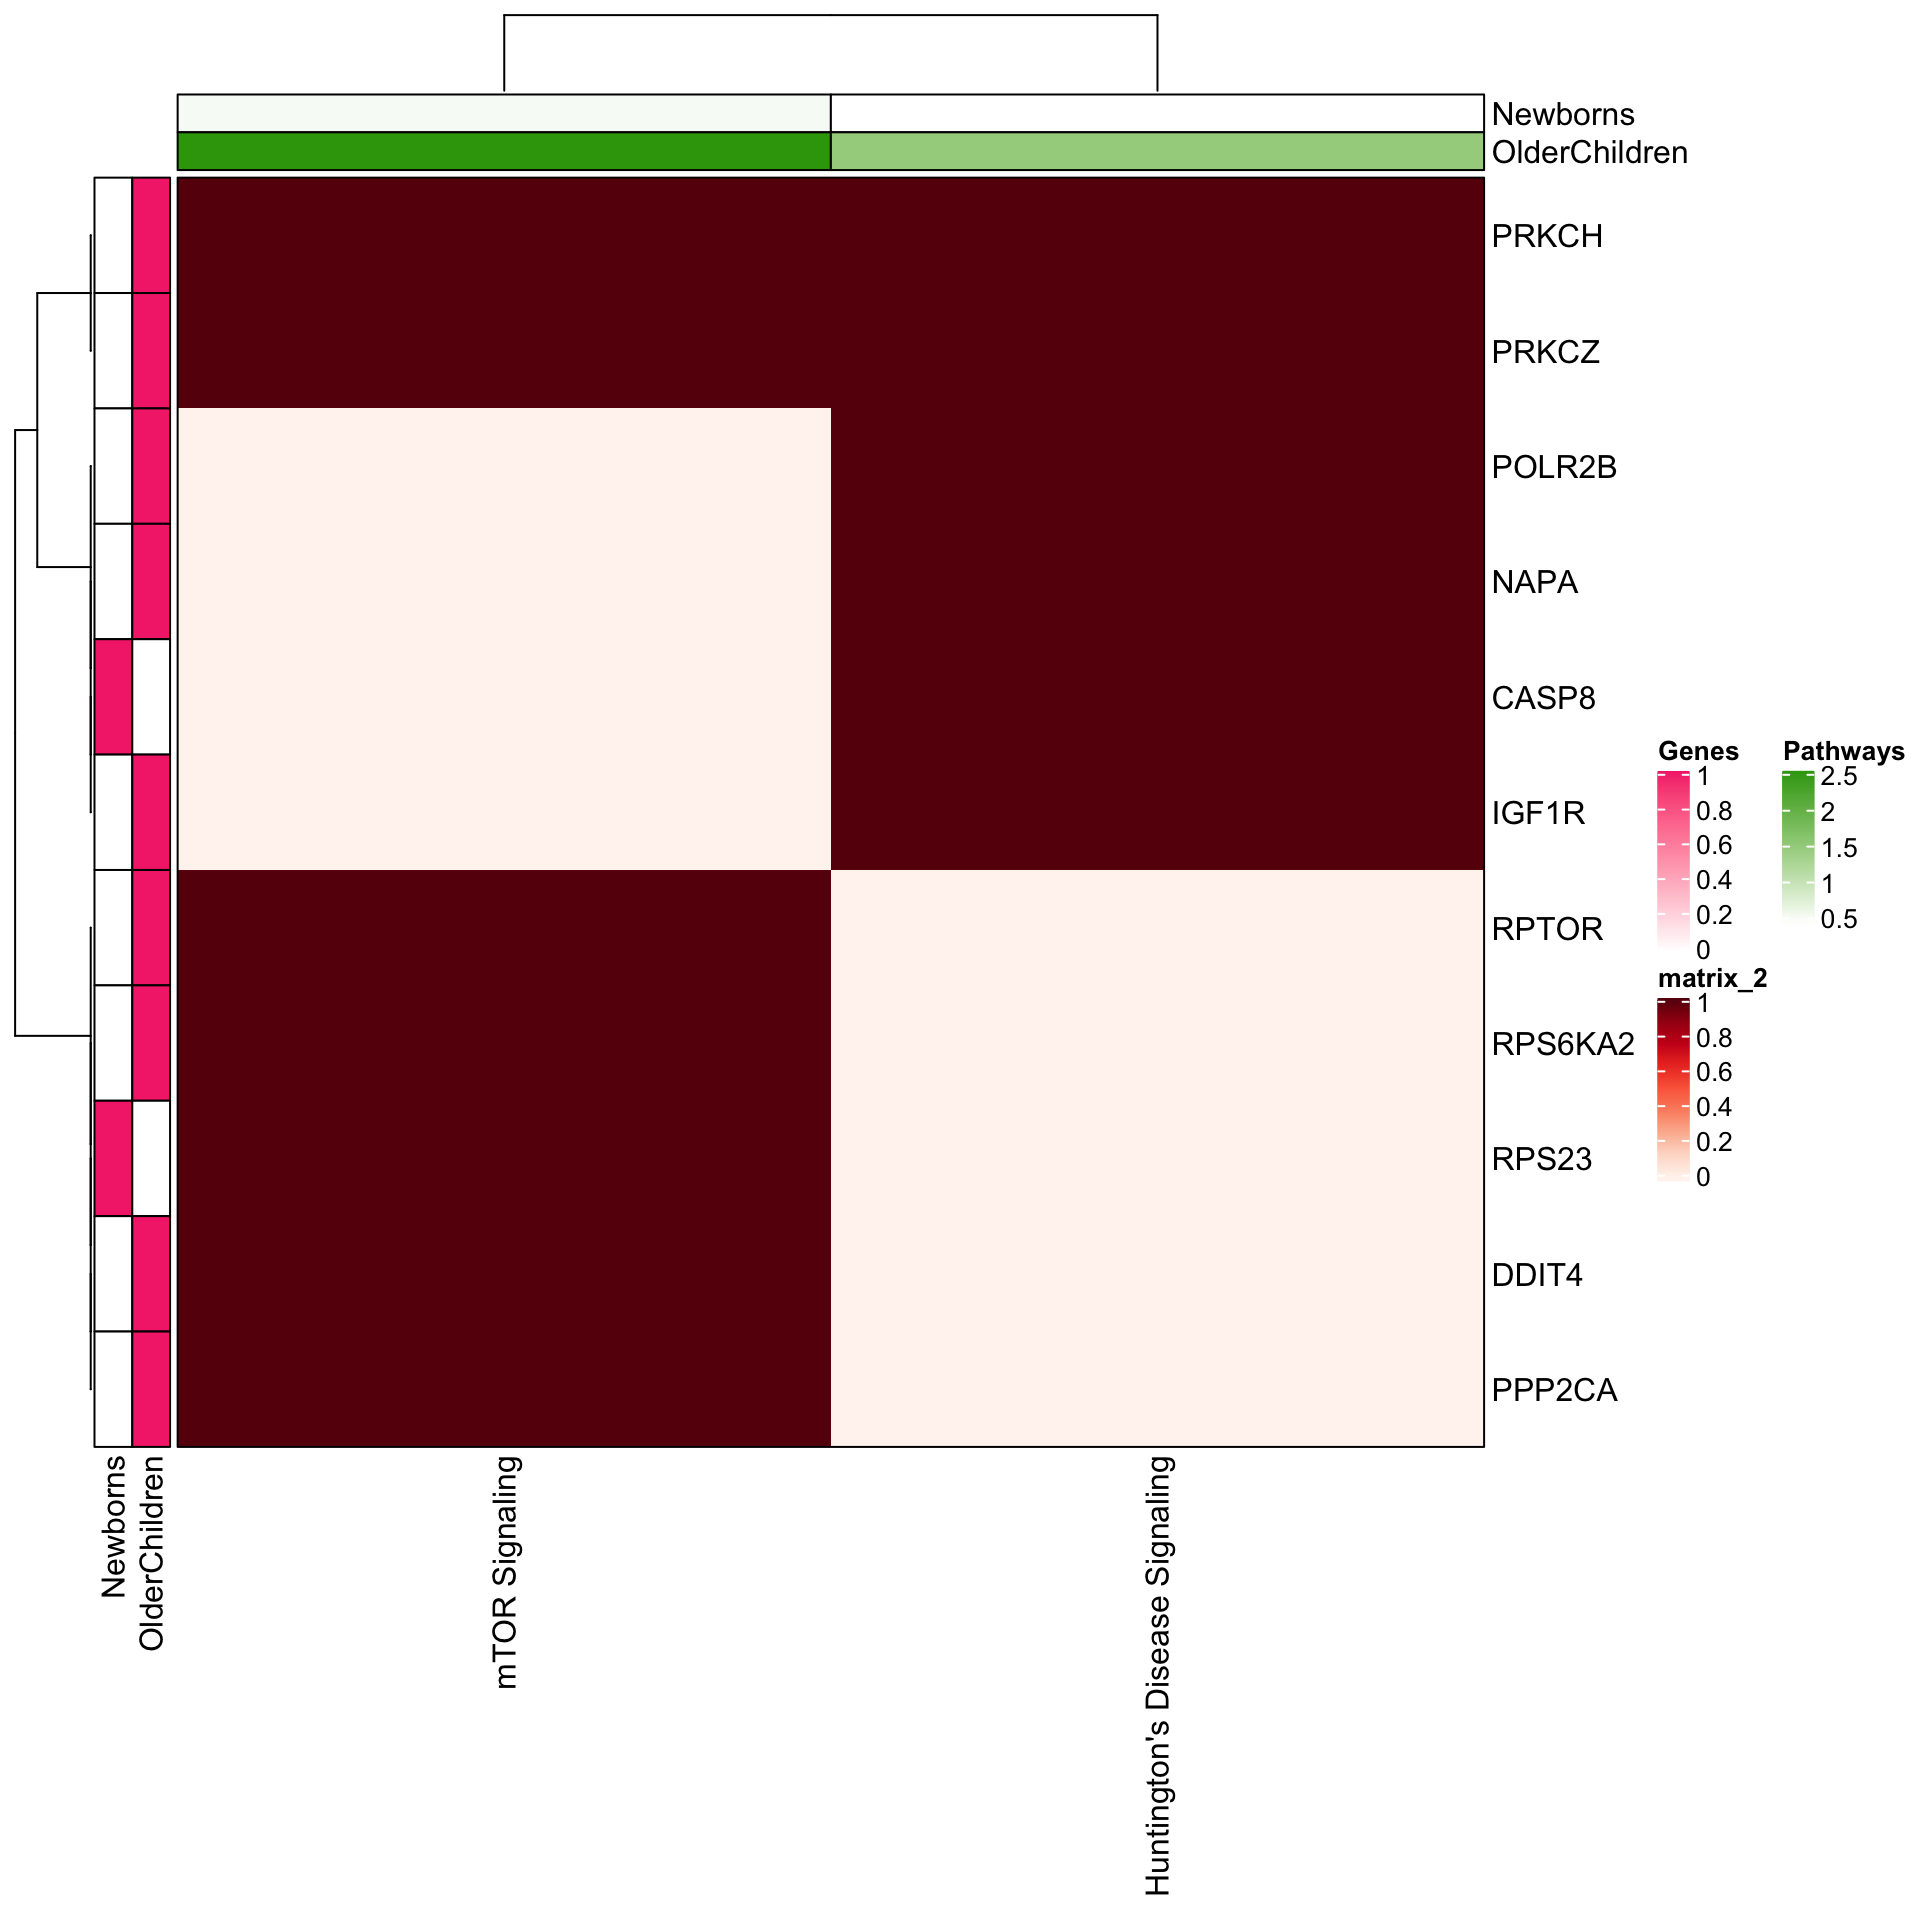 Newborns
OlderChildren
PRKCH
PRKCZ
POLR2B
NAPA
CASP8
IGF1R
RPTOR
RPS6KA2
RPS23
DDIT4
PPP2CA
Genes
1
0.8
0.6
0.4
0.2
0
Pathways
2.5
2
1.5
1
0.5
matrix_2
1
0.8
0.6
0.4
0.2
0
Newborns
OlderChildren
mTOR Signaling
Huntington's Disease Signaling